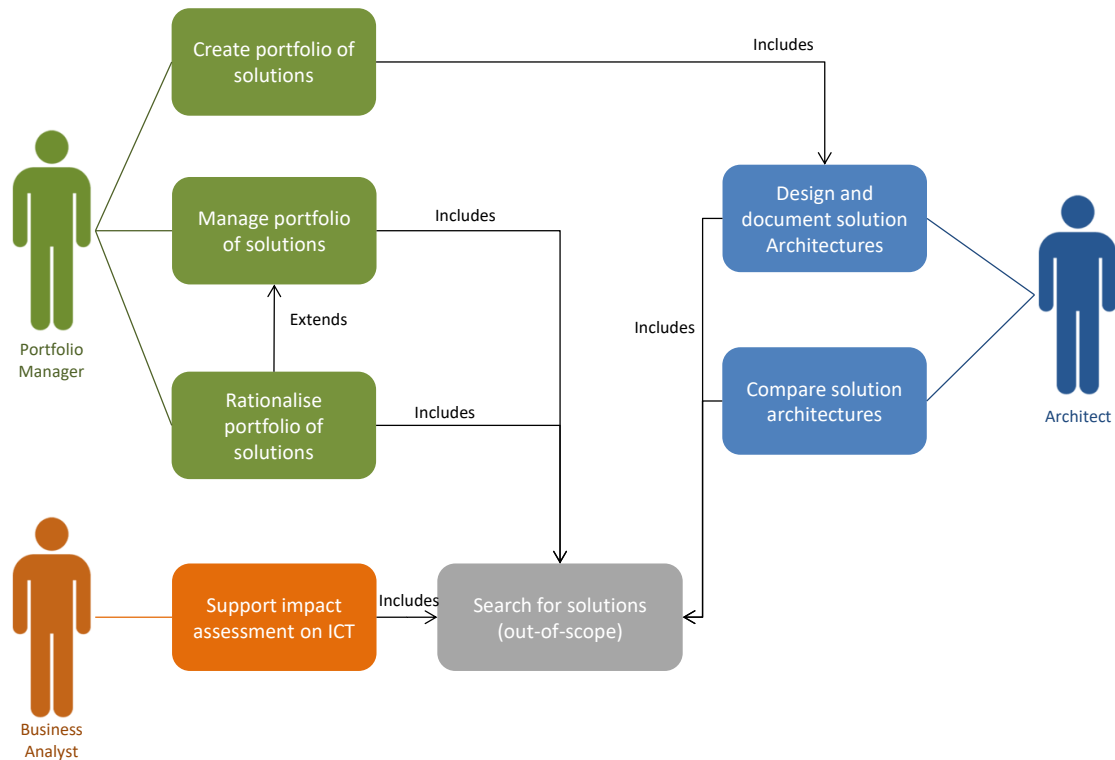 Create portfolio of
solutions
Includes
Manage portfolio
of solutions
Includes
Design and
document solution
Architectures
Extends
Includes
Portfolio
Manager
Rationalise
portfolio of
solutions
Includes
Compare solution
architectures
Architect
Support impact
assessment on ICT
Includes
Search for solutions
(out-of-scope)
Business
Analyst